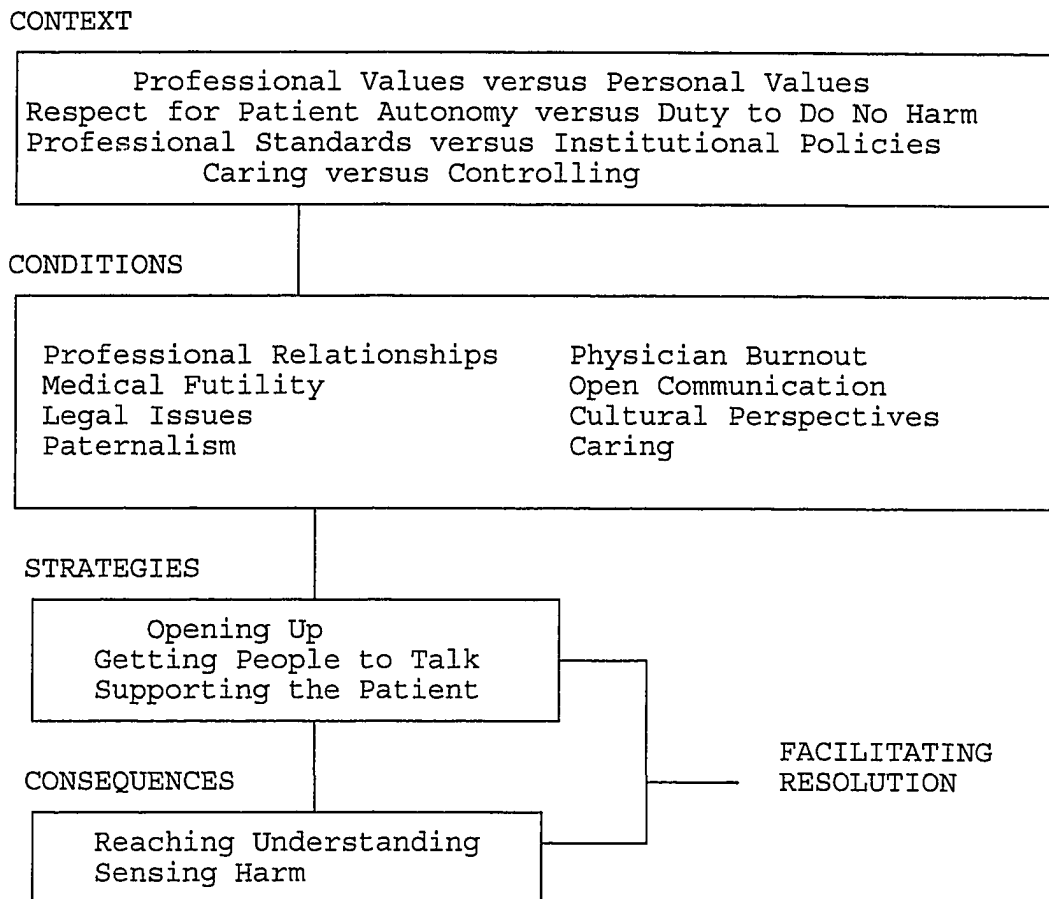 CONTEXT
Professional Values versus Personal Values
Respect for Patient Autonomy versus Duty to Do No Harm
Professional Standards versus Institutional Policies
Caring versus Controlling
CONDITIONS
Professional Relationships
Medical Futility
Legal Issues
Paternalism
Physician Burnout
Open Communication
Cultural Perspectives
Caring
STRATEGIES
Opening Up
Getting People to Talk
Supporting the Patient
CONSEQUENCES
Reaching Understanding
Sensing Harm
FACILITATING
RESOLUTION